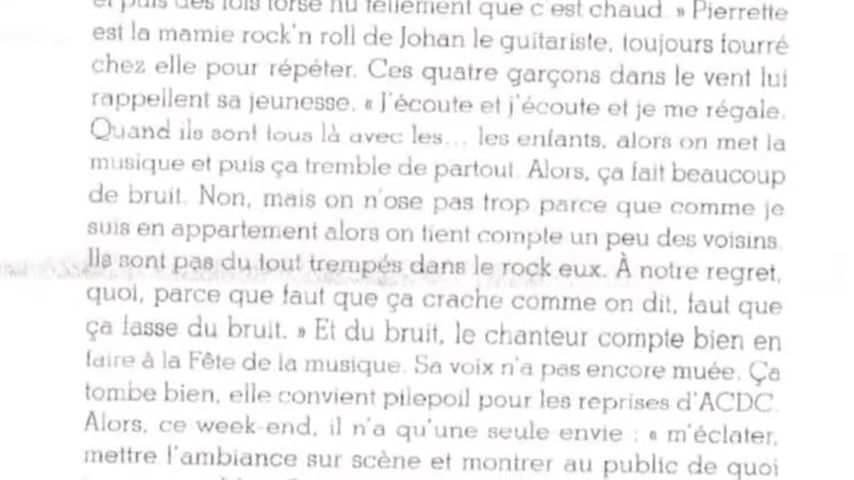 et puis des fois torse nu tellement que c'est chaud. » Pierrette
est la mamie rock'n roll de Johan le guitariste, toujours fourré
chez elle pour répéter. Ces quatre garçons dans le vent lui
rappellent sa jeunesse. « J'écoute et j'écoute et je me régale.
Quand ils sont tous là avec les... les enfants, alors on met la
musique et puis ça tremble de partout. Alors, ça fait beaucoup
de bruit. Non, mais on n'ose pas trop parce que comme je
suis en appartement alors on tient compte un peu des voisins.
Ils sont pas du tout trempés dans le rock eux. À notre regret,
quoi, parce que faut que ça crache comme on dit, faut que
ça fasse du bruit. » Et du bruit, le chanteur compte bien en
faire à la Fête de la musique. Sa voix n'a pas encore muée. Ça
tombe bien, elle convient pilepoil pour les reprises d'ACDC.
Alors, ce week-end, il n'a qu'une seule envie : « m'éclater,
mettre l'ambiance sur scène et montrer au public de quoi